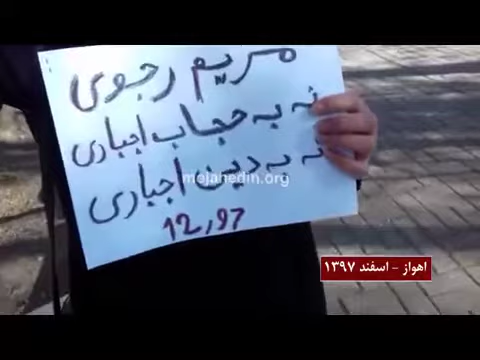 مریم رجوی
نه به حجاب اجباری
نه به دین اجباری
12,97
mojahedin.org
اهواز - اسفند ۱۳۹۷